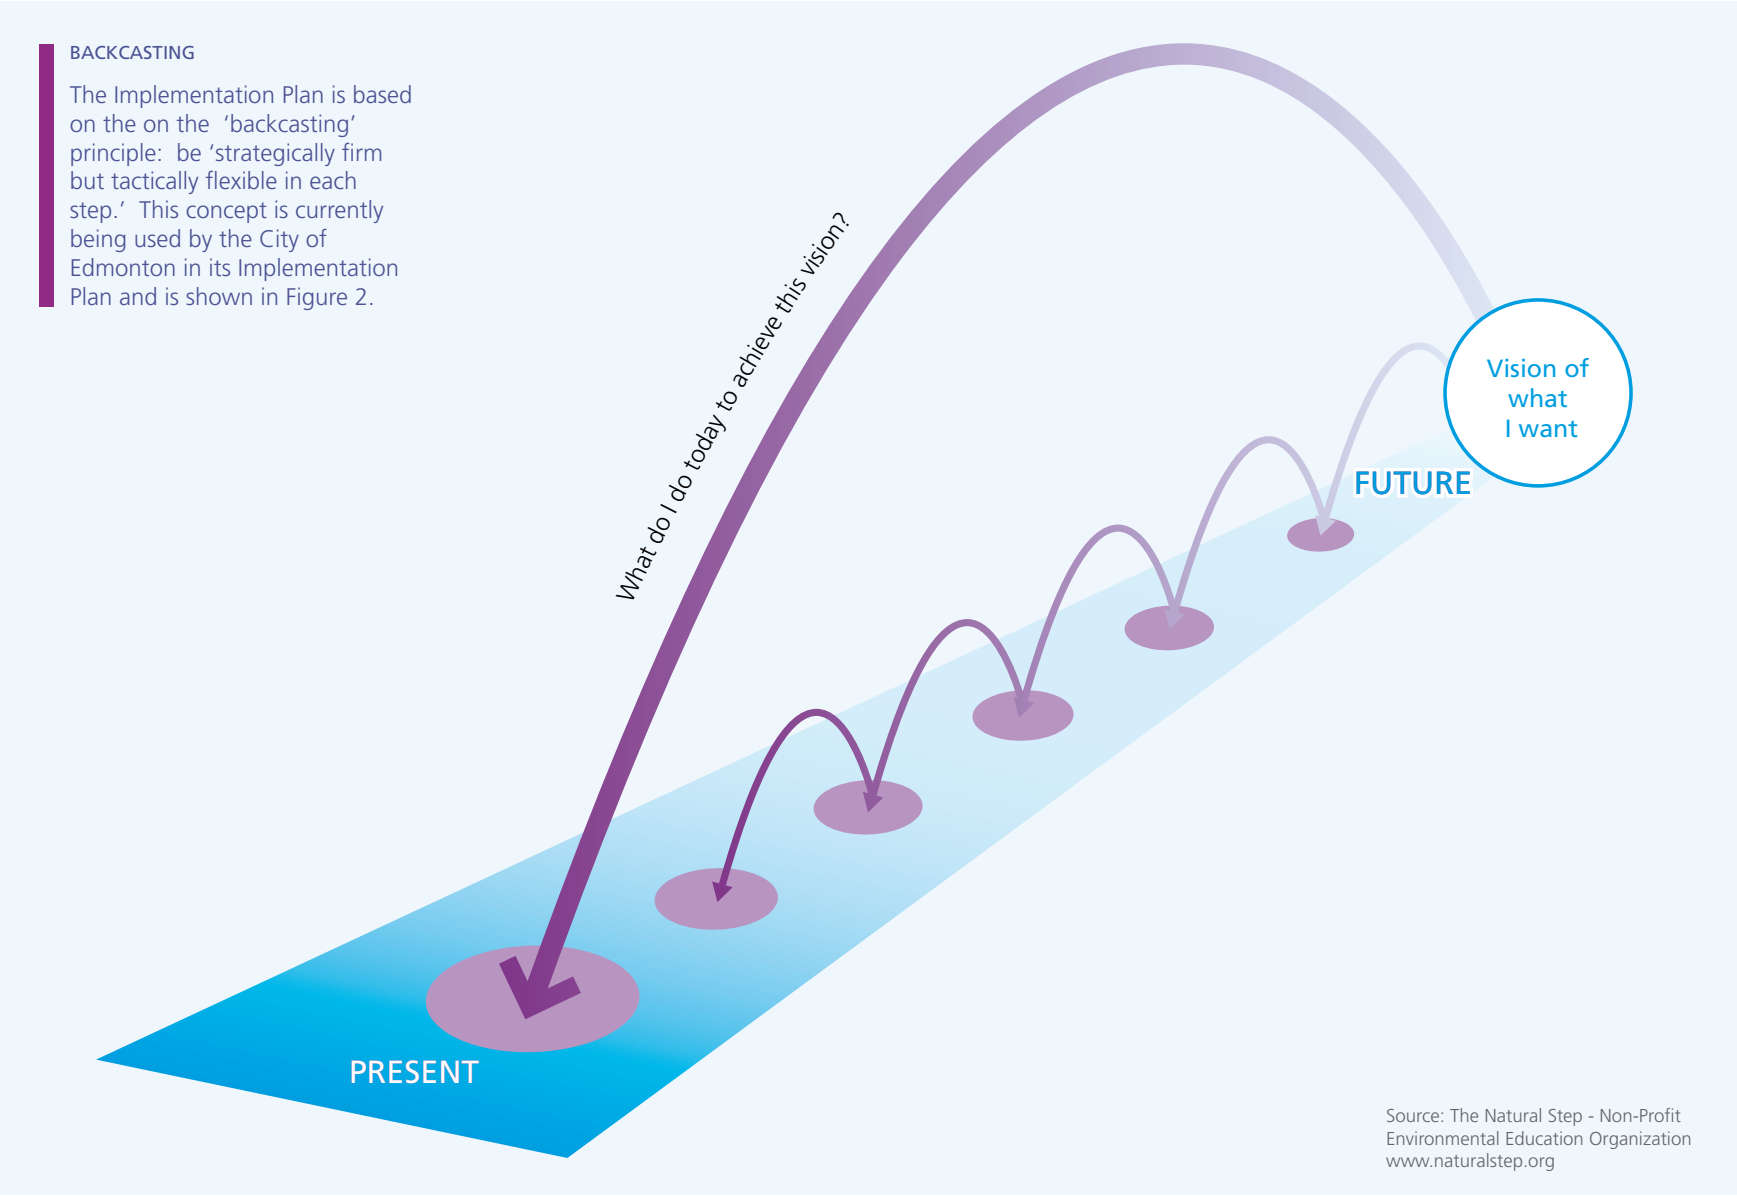 BACKCASTING
The Implementation Plan is based
on the on the  ‘backcasting’
principle:  be ‘strategically firm
but tactically flexible in each
step.’  This concept is currently
being used by the City of
Edmonton in its Implementation
Plan and is shown in Figure 2.
What do I do today to achieve this vision?
Vision of
what
I want
FUTURE
PRESENT
Source: The Natural Step - Non-Profit
Environmental Education Organization
www.naturalstep.org